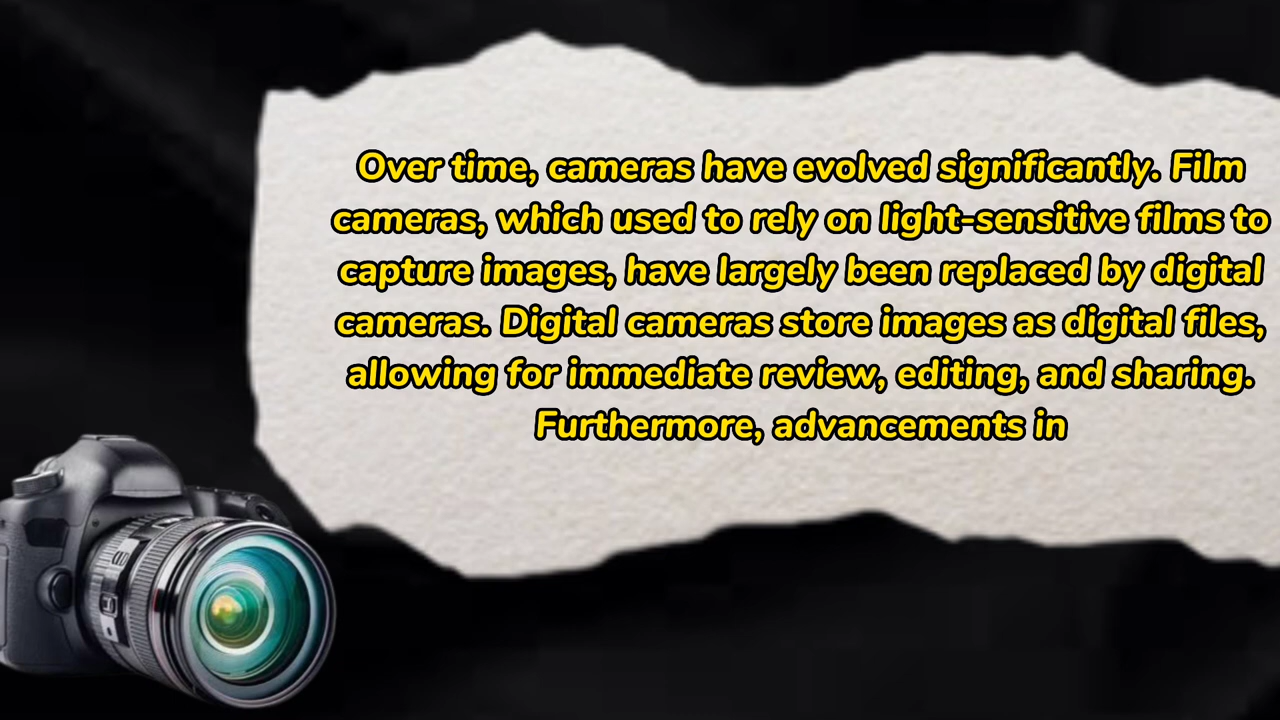 Over time, cameras have evolved significantly. Film
cameras, which used to rely on light-sensitive films to
capture images, have largely been replaced by digital
cameras. Digital cameras store images as digital files,
allowing for immediate review, editing, and sharing.
Furthermore, advancements in